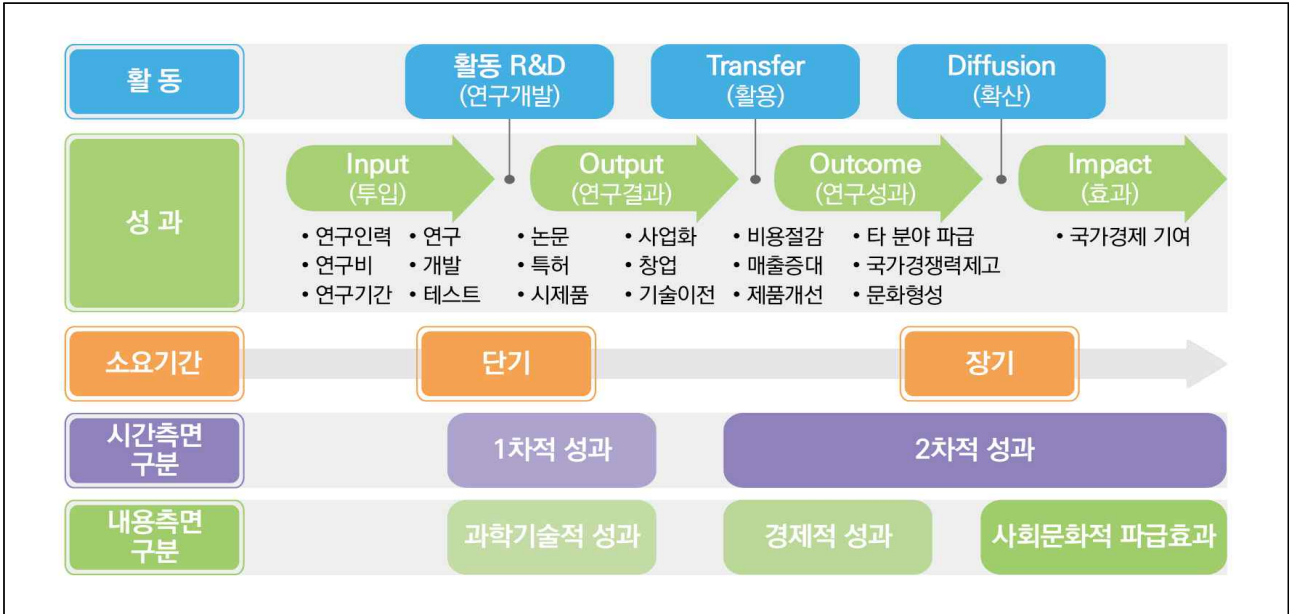 활 동
활동 R&D
(연구개발)
Transfer
(활용)
Diffusion
(확산)
성 과
Input
(투입)
Output
(연구결과)
Outcome
(연구성과)
Impact
(효과)
• 연구인력 • 연구 • 논문 • 사업화 • 비용절감 • 타 분야 파급 • 국가경제 기여
• 연구비 • 개발 • 특허 • 창업 • 매출증대 • 국가경쟁력제고
• 연구기간 • 테스트 • 시제품 • 기술이전 • 제품개선 • 문화형성
소요기간
단기
장기
시간측면
구분
1차적 성과
2차적 성과
내용측면
구분
과학기술적 성과
경제적 성과
사회문화적 파급효과